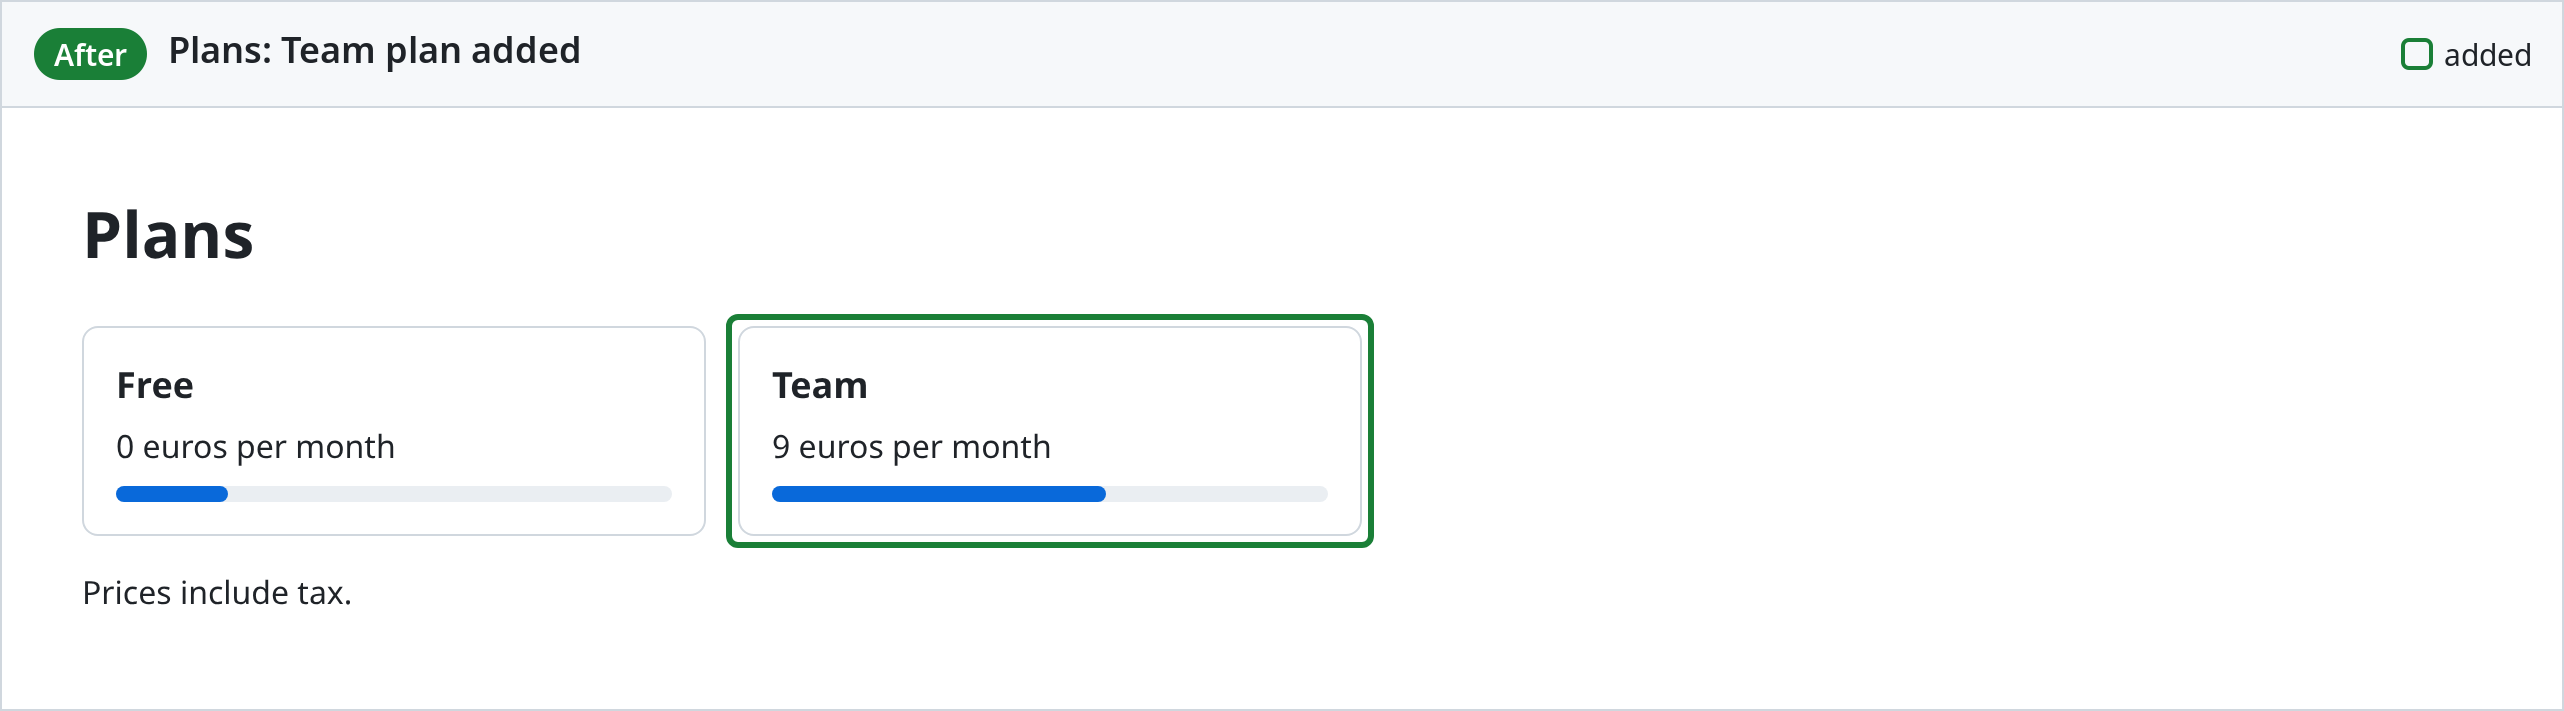 After Plans: Team plan added added
Plans
Free
0 euros per month
Team
9 euros per month
Prices include tax.